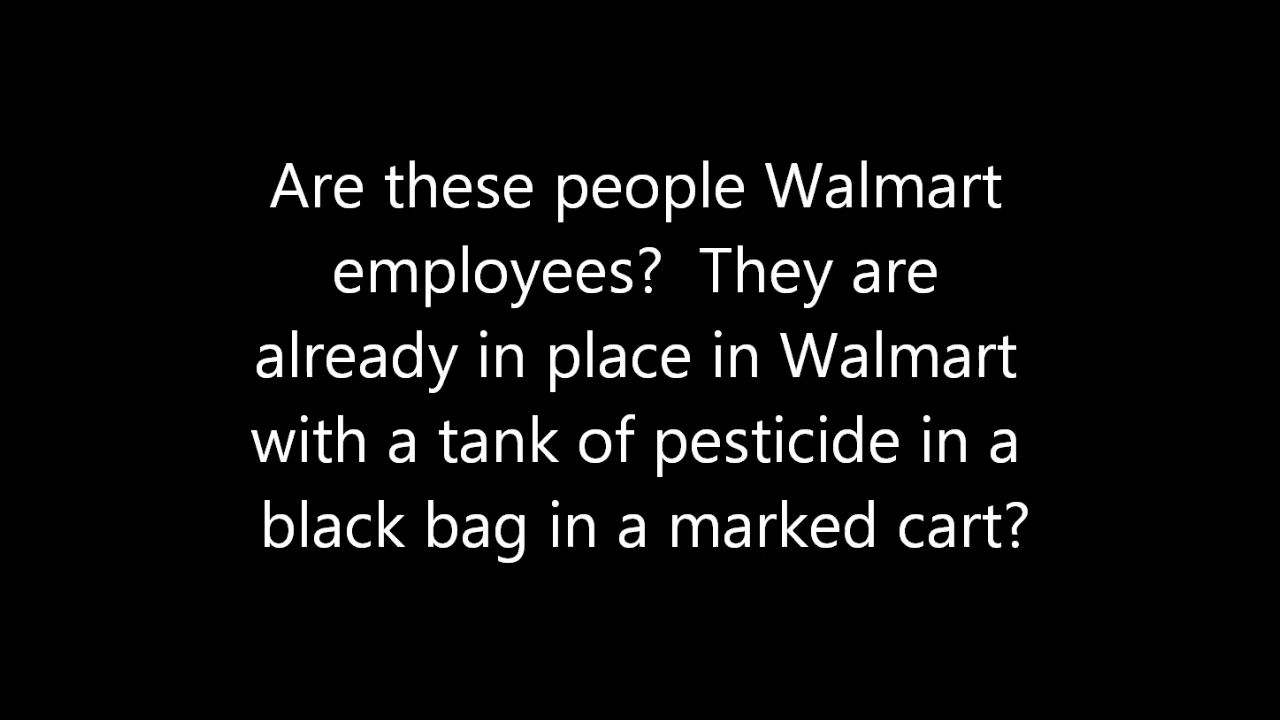 Are these people Walmart
employees?  They are
already in place in Walmart
with a tank of pesticide in a
black bag in a marked cart?